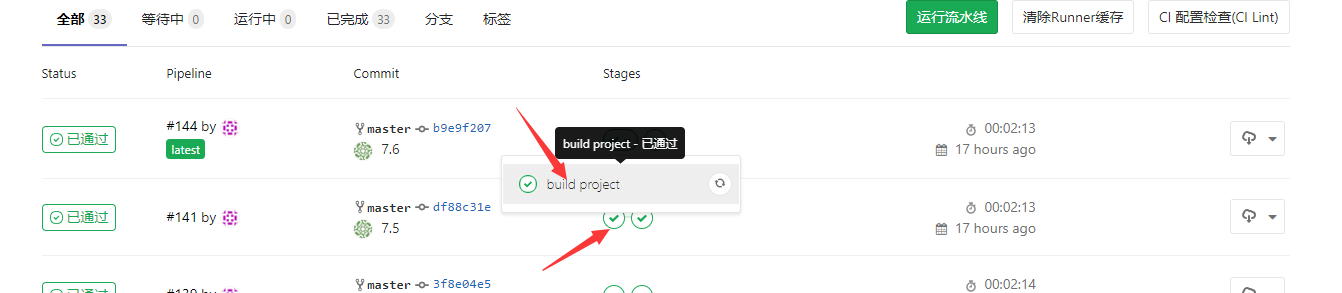 全部 33 等待中 0 运行中 0 已完成 33 分支 标签 运行流水线 清除Runner缓存 CI 配置检查(CI Lint)
Status Pipeline Commit Stages
已通过 #144 by latest master b9e9f207 7.6 00:02:13 17 hours ago
build project - 已通过
build project
已通过 #141 by master df88c31e 7.5 00:02:13 17 hours ago
已通过 #139 by master 3f8e04e5 00:02:14